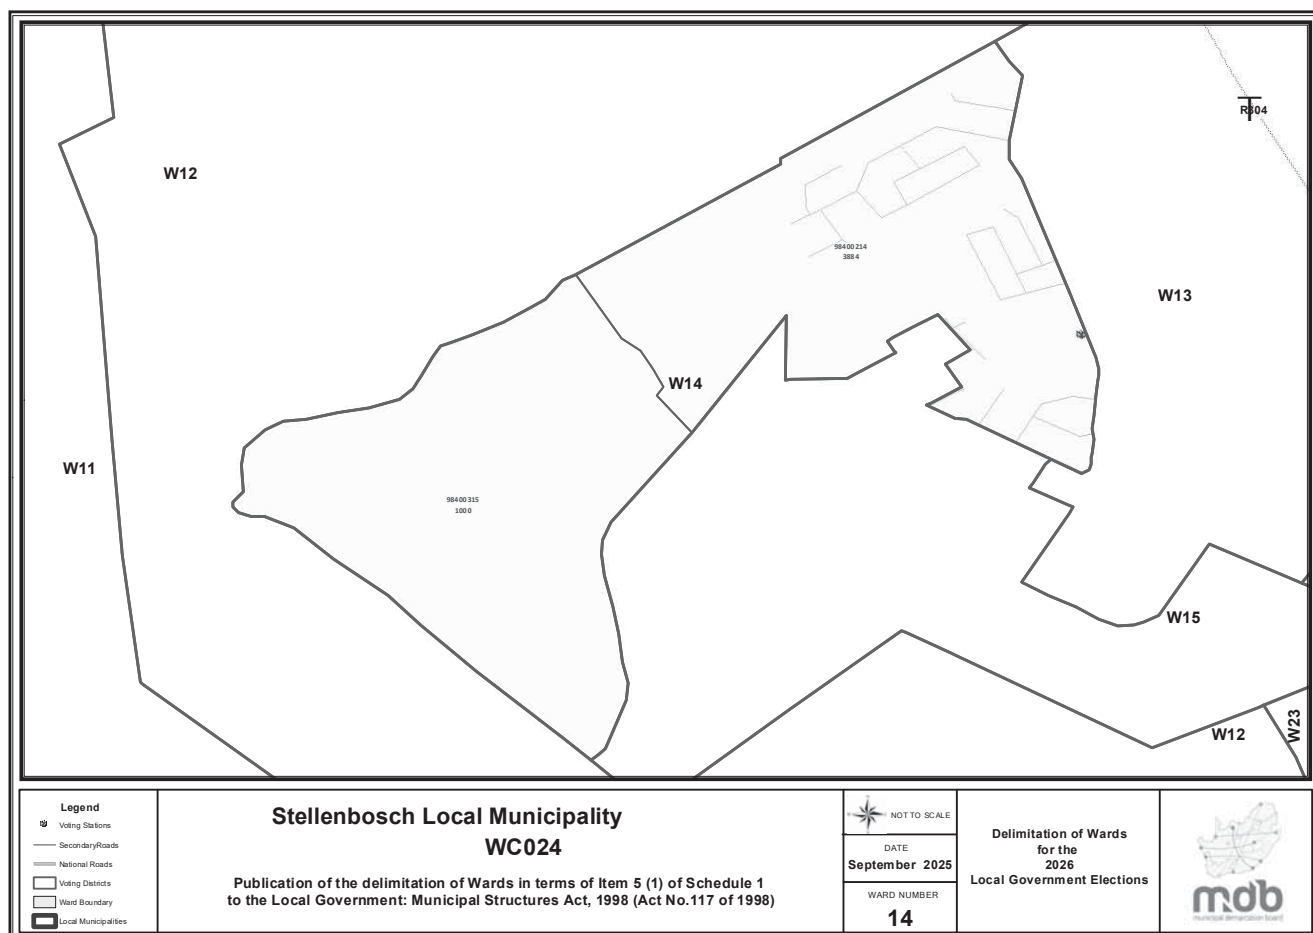 R304
W12
W13
98400214
3884
W14
W11
98400315
1000
W15
W12
W23
Legend
Voting Stations
SecondaryRoads
National Roads
Voting Districts
Ward Boundary
Local Municipalities
Stellenbosch Local Municipality
WC024
Publication of the delimitation of Wards in terms of Item 5 (1) of Schedule 1
to the Local Government: Municipal Structures Act, 1998 (Act No.117 of 1998)
NOT TO SCALE
DATE
September 2025
WARD NUMBER
14
Delimitation of Wards
for the
2026
Local Government Elections
mdb
municipal demarcation board